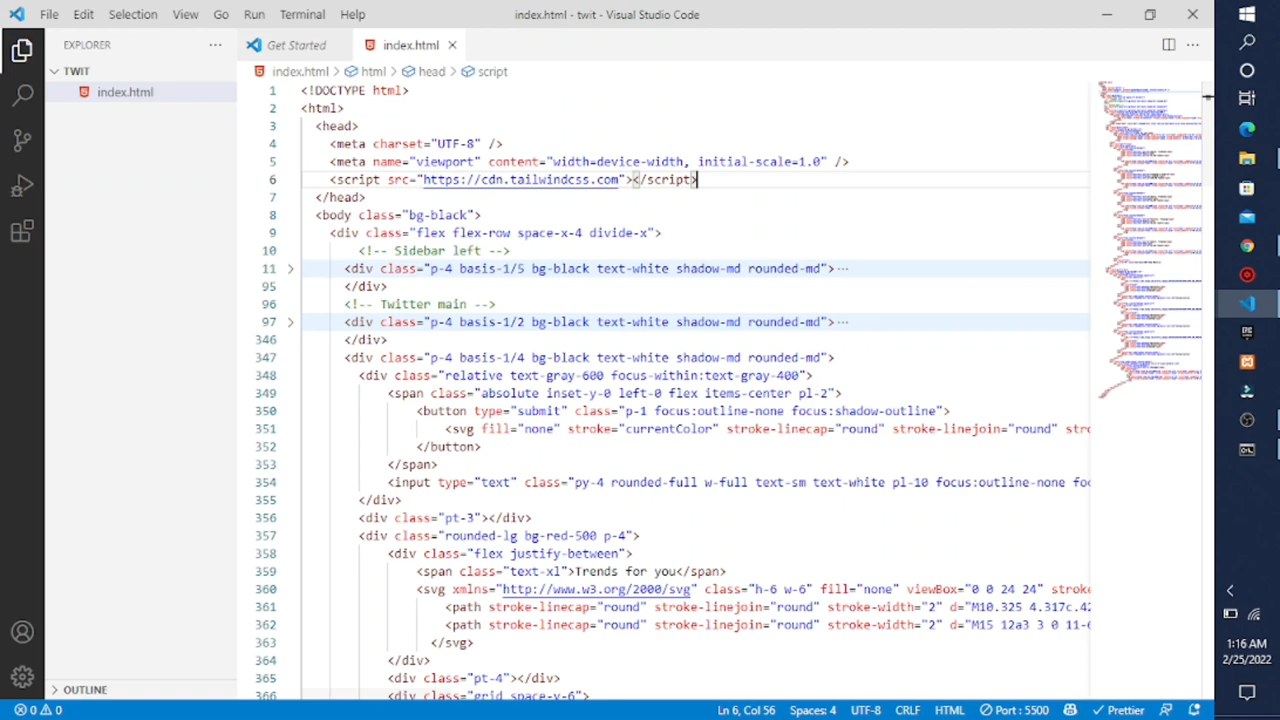 File Edit Selection View Go Run Terminal Help
index.html - twit - Visual Studio Code
EXPLORER
Get Started
index.html
TWIT
index.html
index.html > html > head > script
1 <!DOCTYPE html>
2 <html>
3 <head>
4 <meta charset="UTF-8" />
5 <meta name="viewport" content="width=device-width, initial-scale=1.0" />
6 <script src="https://cdn.tailwindcss.com"></script>
7 </head>
8 <body class="bg-black">
9 <div class="flex flex-row space-x-4 divide-x">
10 <!-- Sidebar >
11 <div class="p-4 basis-1/5 bg-black text-white shadow-md rounded-md">
95 </div>
96 <!-- Twitter -->
97 <div class="p-4 basis-1/2 bg-black text-white shadow-md rounded-md">
346 </div>
347 <div class="p-4 basis-1/4 bg-black text-white shadow-md rounded-md">
348 <div class="relative text-gray-600 focus-within:text-gray-400">
349 <span class="absolute inset-y-0 left-0 flex items-center pl-2">
350 <button type="submit" class="p-1 focus:outline-none focus:shadow-outline">
351 <svg fill="none" stroke="currentColor" stroke-linecap="round" stroke-linejoin="round" stro
352 </button>
353 </span>
354 <input type="text" class="py-4 rounded-full w-full text-sm text-white pl-10 focus:outline-none foc
355 </div>
356 <div class="pt-3"></div>
357 <div class="rounded-lg bg-red-500 p-4">
358 <div class="flex justify-between">
359 <span class="text-xl">Trends for you</span>
360 <svg xmlns="http://www.w3.org/2000/svg" class="h-6 w-6" fill="none" viewBox="0 0 24 24" stroke
361 <path stroke-linecap="round" stroke-linejoin="round" stroke-width="2" d="M10.325 4.317c.42
362 <path stroke-linecap="round" stroke-linejoin="round" stroke-width="2" d="M15 12a3 3 0 11-6
363 </svg>
364 </div>
365 <div class="pt-4"></div>
366 <div class="grid space-y-6">
OUTLINE
0 0
Ln 6, Col 56 Spaces: 4 UTF-8 CRLF HTML Port : 5500 Prettier
1:16 AM
2/25/2022